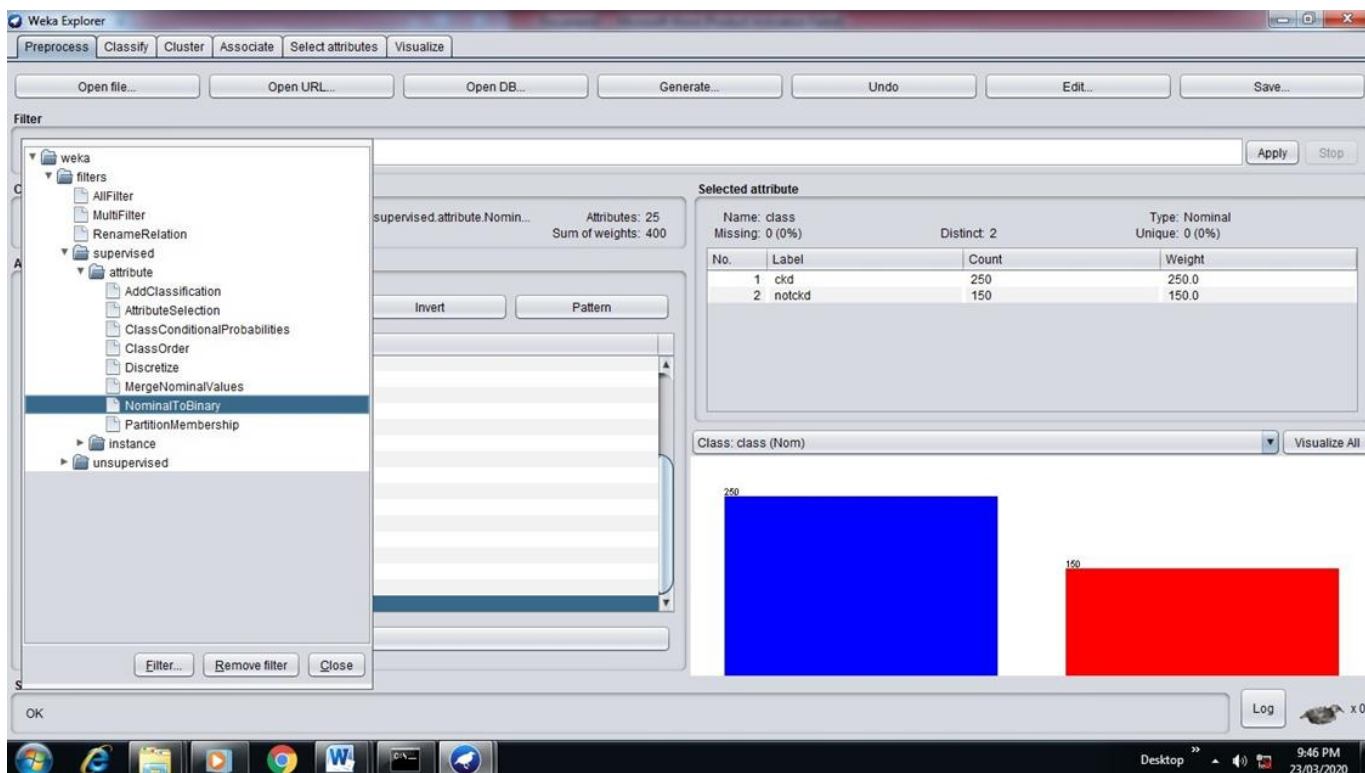 Weka Explorer
Preprocess Classify Cluster Associate Select attributes Visualize
Open file... Open URL... Open DB... Generate... Undo Edit... Save...
Filter
Apply Stop
weka
filters
AllFilter
MultiFilter
RenameRelation
supervised
attribute
AddClassification
AttributeSelection
ClassConditionalProbabilities
ClassOrder
Discretize
MergeNominalValues
NominalToBinary
PartitionMembership
instance
unsupervised
Filter... Remove filter Close
supervised.attribute.Nomin... Attributes: 25
Sum of weights: 400
Invert Pattern
Selected attribute
Name: class Type: Nominal
Missing: 0 (0%) Distinct: 2 Unique: 0 (0%)
No. Label Count Weight
1 ckd 250 250.0
2 notckd 150 150.0
Class: class (Nom) Visualize All
250
150
OK
Log x 0
Desktop 9:46 PM
23/03/2020